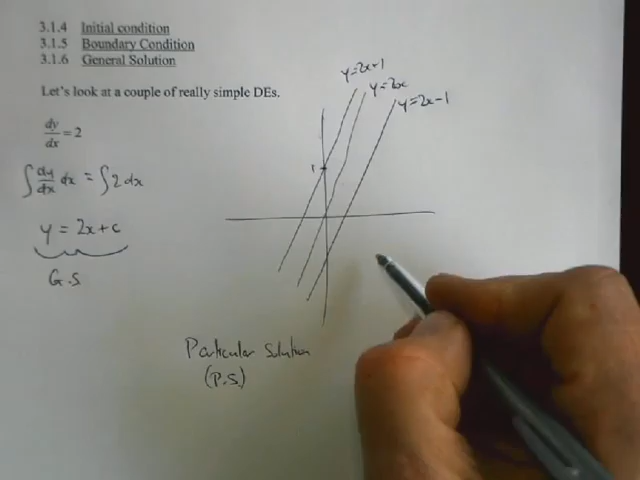 3.1.4 Initial condition
3.1.5 Boundary Condition
3.1.6 General Solution
Let's look at a couple of really simple DEs.
dy/dx = 2
∫ dy/dx dx = ∫ 2 dx
y = 2x + c
G.S
y=2x+1
y=2x
y=2x-1
1
Particular Solution
(P.S.)